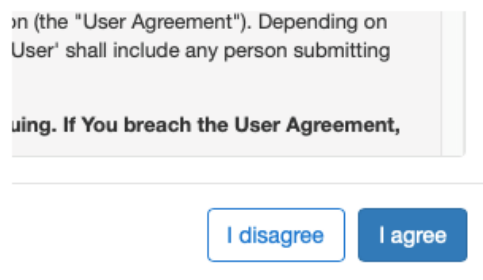 on (the "User Agreement"). Depending on
User' shall include any person submitting
uing. If You breach the User Agreement,
I disagree
I agree